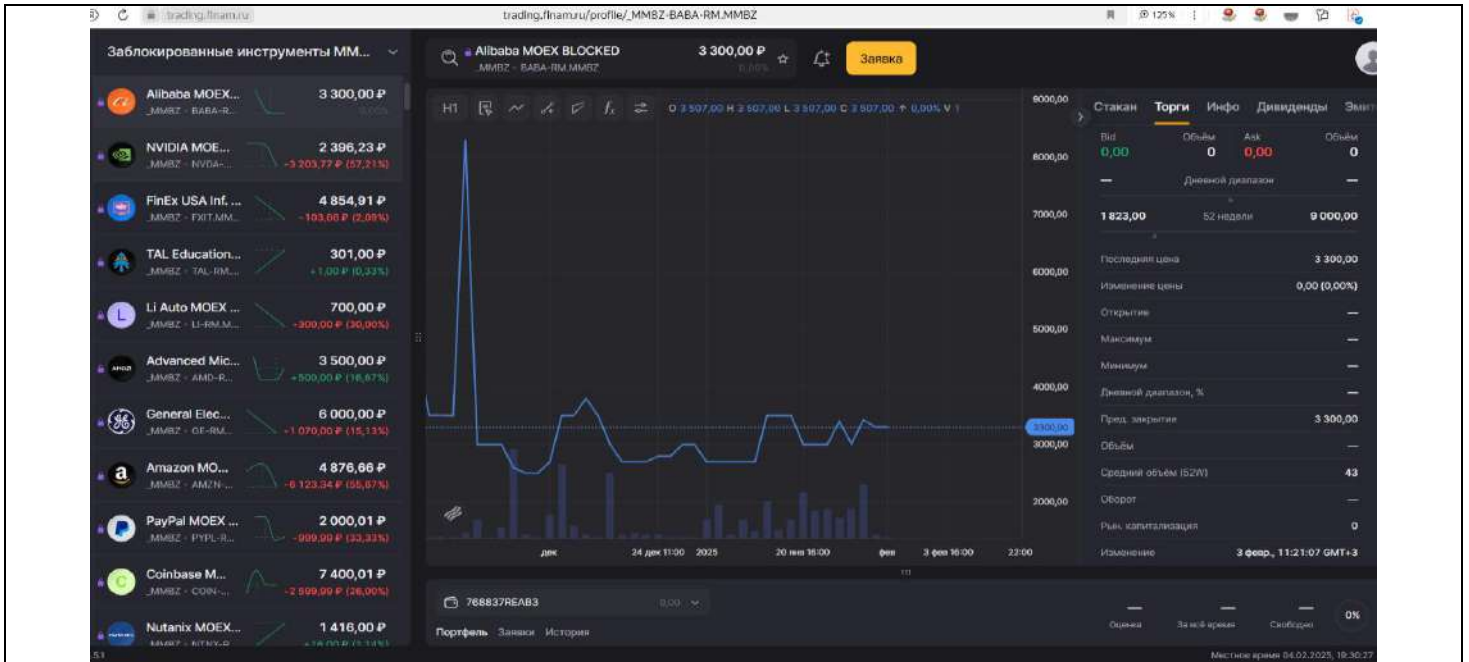 trading.finam.ru
trading.finam.ru/profile/_MMBZ-BABA-RM.MMBZ
125%
Заблокированные инструменты ММ...
Alibaba MOEX...
3 300,00 ₽
_MMBZ - BABA-R...
0,00%
NVIDIA MOE...
2 396,23 ₽
_MMBZ - NVDA-...
-3 203,77 ₽ (57,21%)
FinEx USA Inf. ...
4 854,91 ₽
_MMBZ - FXIT.MM...
TAL Education...
301,00 ₽
_MMBZ - TAL-RM....
+1,00 ₽ (0,33%)
Li Auto MOEX ...
700,00 ₽
_MMBZ - LI-RM.M...
-300,00 ₽ (30,00%)
Advanced Mic...
3 500,00 ₽
_MMBZ - AMD-R...
+500,00 ₽ (16,67%)
General Elec...
6 000,00 ₽
_MMBZ - GE-RM....
-1 070,00 ₽ (15,13%)
Amazon MO...
4 876,66 ₽
_MMBZ - AMZN-...
-6 123,34 ₽ (55,67%)
PayPal MOEX ...
2 000,01 ₽
_MMBZ - PYPL-R...
-999,99 ₽ (33,33%)
Coinbase M...
7 400,01 ₽
_MMBZ - COIN-...
-2 599,99 ₽ (26,00%)
Nutanix MOEX...
1 416,00 ₽
Alibaba MOEX BLOCKED
3 300,00 ₽
_MMBZ - BABA-RM.MMBZ
0,00%
Заявка
H1
O 3 507,00 H 3 507,00 L 3 507,00 C 3 507,00 0,00% V 1
9000,00
8000,00
7000,00
6000,00
5000,00
4000,00
3300,00
3000,00
2000,00
дек
24 дек 11:00
2025
20 янв 16:00
фев
3 фев 16:00
22:00
768837REAB3
0,00
Портфель Заявки История
Стакан Торги Инфо Дивиденды Эмит
Bid Объём Ask Объём
0,00 0 0,00 0
— Дневной диапазон —
1 823,00 52 недели 9 000,00
Последняя цена 3 300,00
Изменение цены 0,00 (0,00%)
Открытие —
Максимум —
Минимум —
Дневной диапазон, % —
Пред. закрытие 3 300,00
Объём —
Средний объём (52W) 43
Оборот —
Рын. капитализация 0
Изменение 3 февр., 11:21:07 GMT+3
— — —
Оценка За всё время Свободно
0%
Местное время 04.02.2025, 19:30:27